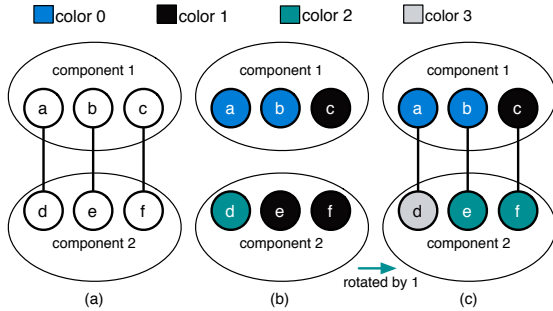 color 0 color 1 color 2 color 3
component 1 component 1 component 1
a b c a b c a b c
d e f d e f d e f
component 2 component 2 component 2
rotated by 1
(a) (b) (c)